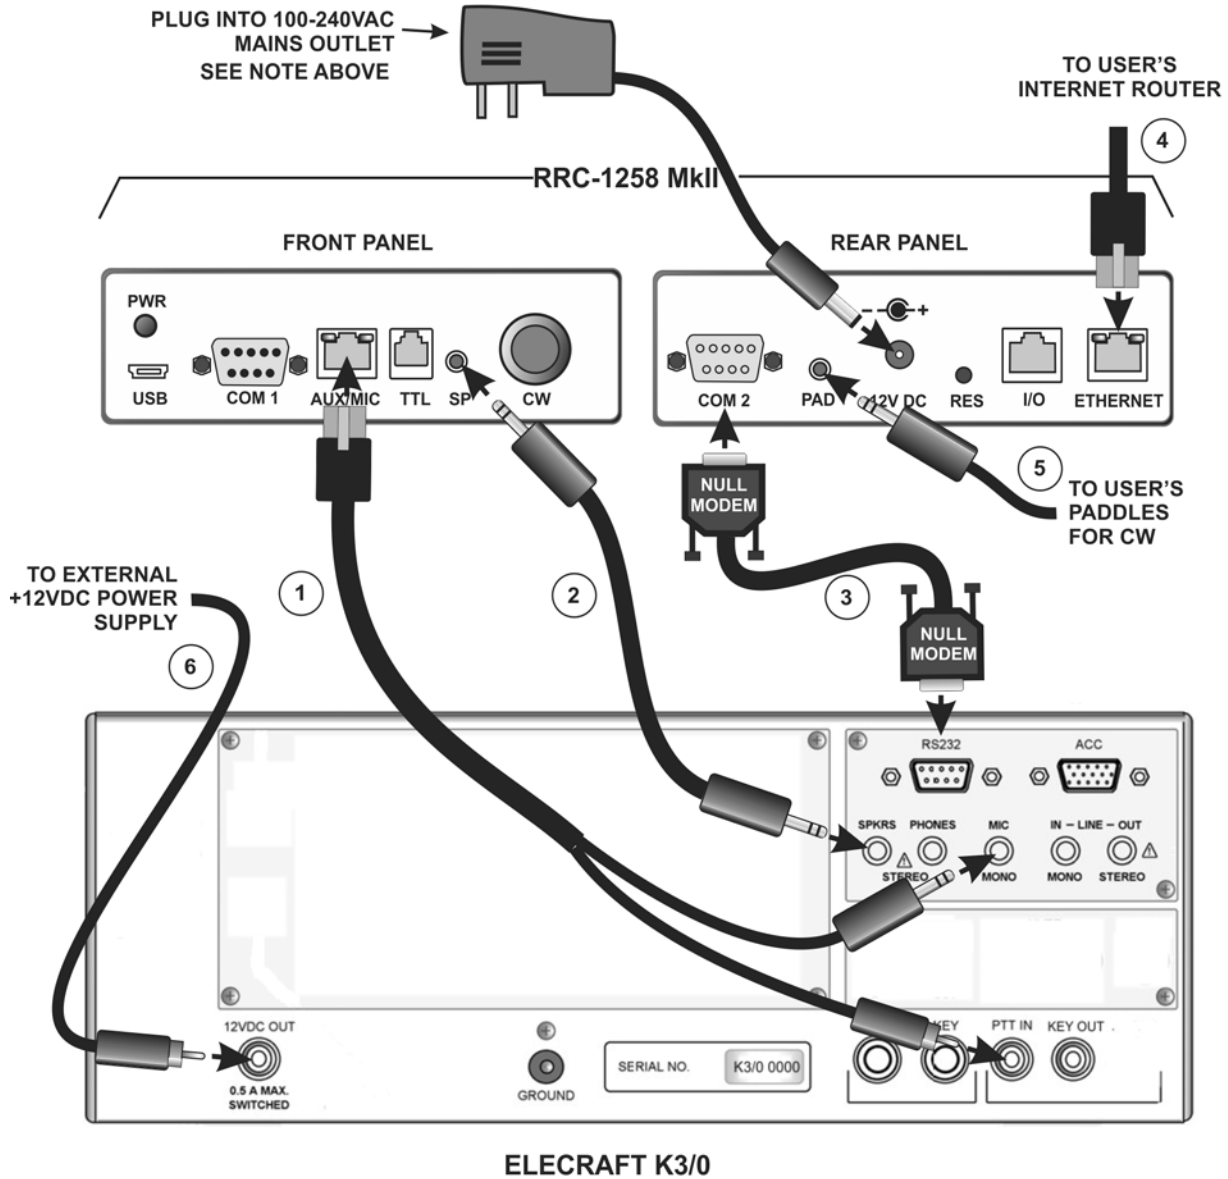 PLUG INTO 100-240VAC
MAINS OUTLET
SEE NOTE ABOVE
TO USER'S
INTERNET ROUTER
4
RRC-1258 MkII
FRONT PANEL
REAR PANEL
PWR
USB
COM 1
AUX/MIC
TTL
SP
CW
- +
COM 2
PAD
12V DC
RES
I/O
ETHERNET
NULL
MODEM
5
TO USER'S
PADDLES
FOR CW
TO EXTERNAL
+12VDC POWER
SUPPLY
6
1
2
3
NULL
MODEM
RS232
ACC
SPKRS
PHONES
MIC
IN – LINE – OUT
STEREO
MONO
MONO
STEREO
12VDC OUT
0.5 A MAX.
SWITCHED
GROUND
SERIAL NO.
K3/0 0000
KEY
PTT IN
KEY OUT
ELECRAFT K3/0